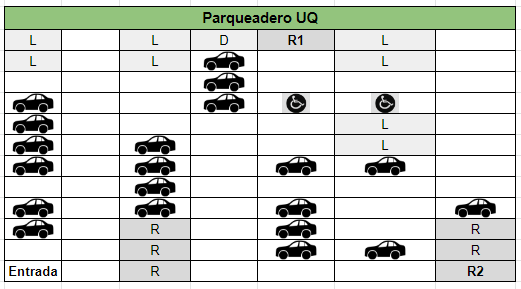 Parqueadero UQ
L L D R1 L
L L L
L
L
R R
R R
Entrada R R2